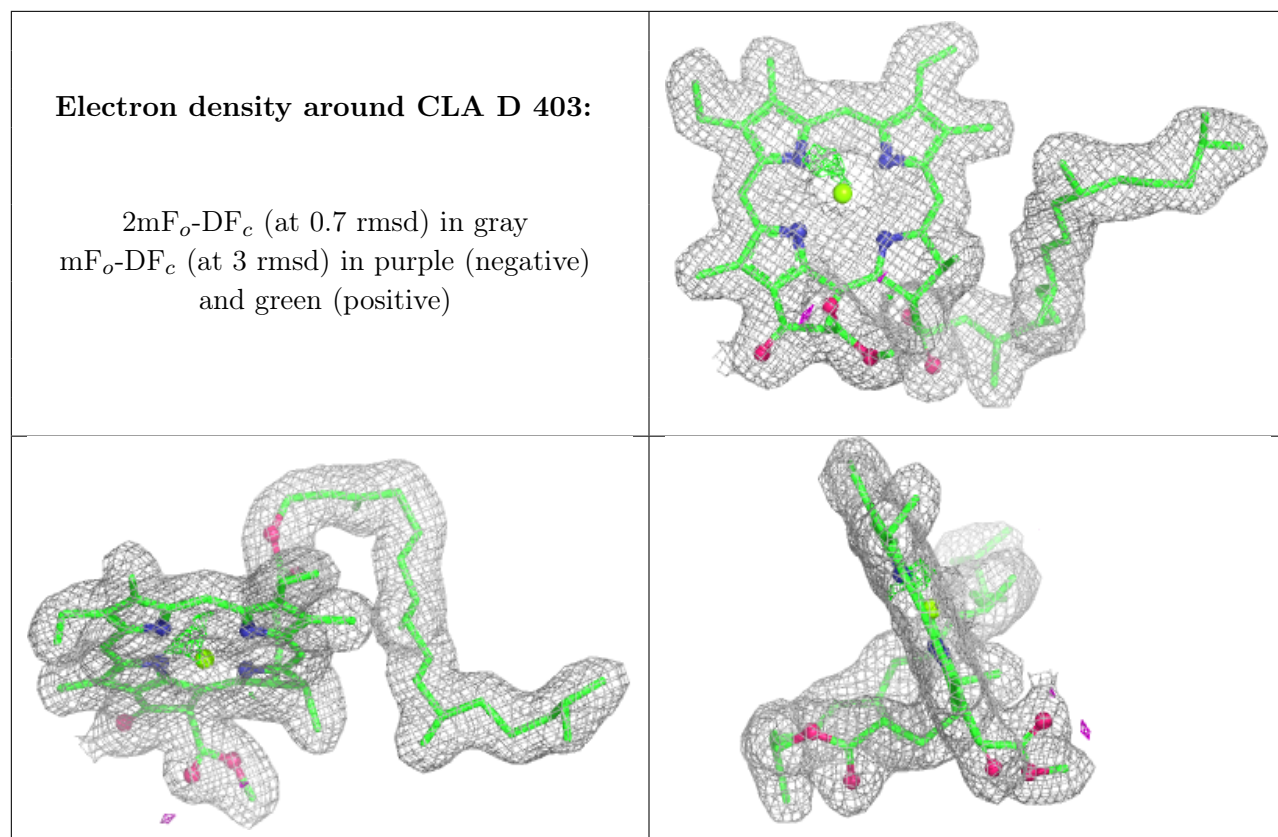 Electron density around CLA D 403:
2mFo-DFc (at 0.7 rmsd) in gray
mFo-DFc (at 3 rmsd) in purple (negative)
and green (positive)